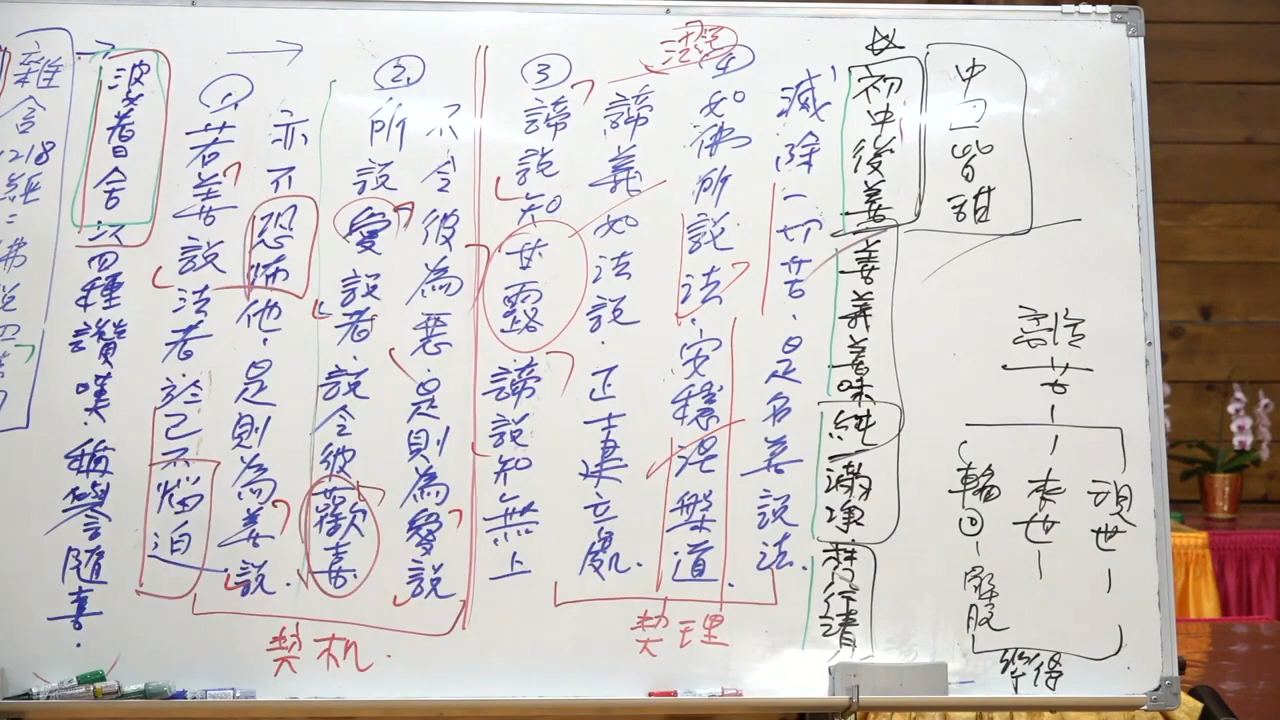 雜含1218經:佛說四
波耆舍.以四種讚嘆.稱譽隨喜.
①若善說法者.於己不惱迫
亦不恐怖他.是則為善說.
②所說愛說者.說令彼歡喜
不令彼為惡.是則為愛說
③諦說知甘露諦說知無上
諦義如法說.正士建立處.
④如佛所說法.安穩涅槃道.
滅除一切苦.是名善說法.
初中後善善義善味純一滿淨.梵行清
中皆甜
離苦
輪回-解脫
來世
現世
契机.
契理